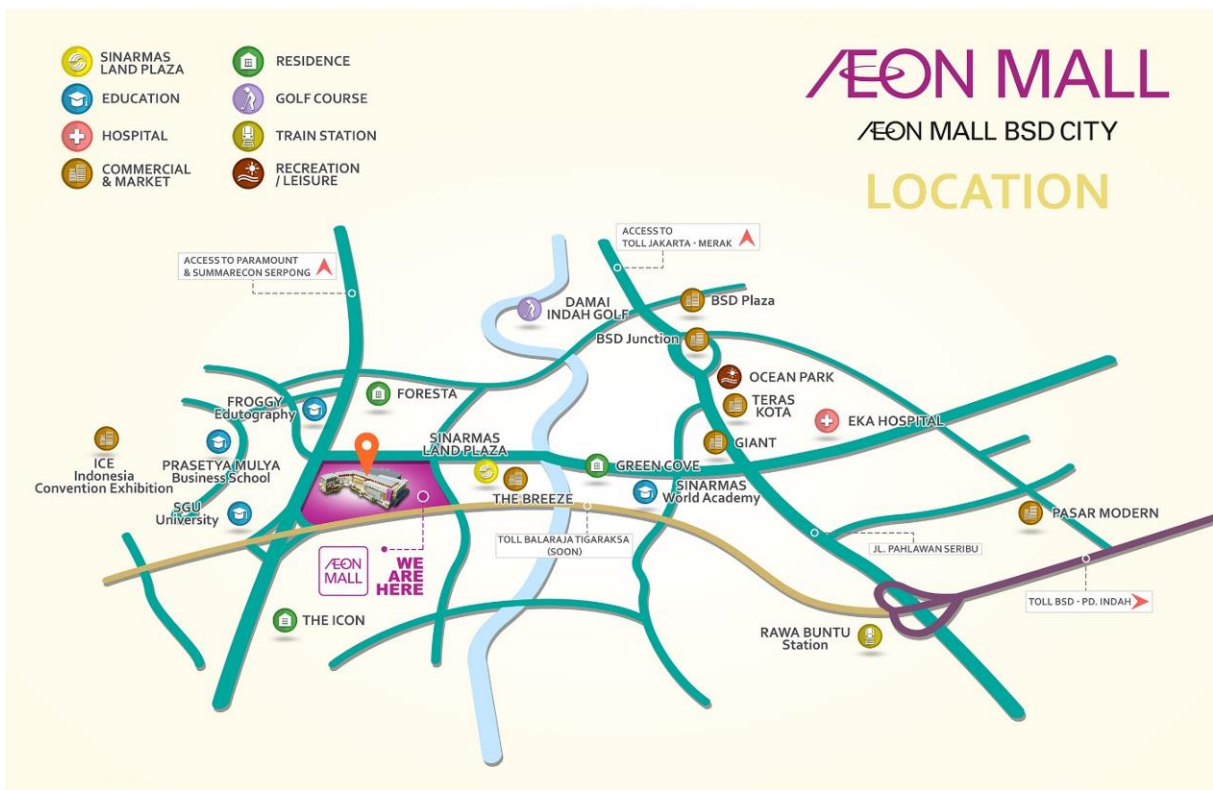 SINARMAS
LAND PLAZA
EDUCATION
HOSPITAL
COMMERCIAL
& MARKET
RESIDENCE
GOLF COURSE
TRAIN STATION
RECREATION
/ LEISURE
ÆON MALL
ÆON MALL BSD CITY
LOCATION
ACCESS TO PARAMOUNT
& SUMMARECON SERPONG
ACCESS TO
TOLL JAKARTA - MERAK
DAMAI
INDAH GOLF
BSD Plaza
BSD Junction
OCEAN PARK
TERAS
KOTA
EKA HOSPITAL
GIANT
FORESTA
FROGGY
Edutography
SINARMAS
LAND PLAZA
ICE
Indonesia
Convention Exhibition
PRASETYA MULYA
Business School
GREEN COVE
THE BREEZE
SINARMAS
World Academy
SGU
University
PASAR MODERN
TOLL BALARAJA TIGARAKSA
(SOON)
JL. PAHLAWAN SERIBU
ÆON
MALL
WE
ARE
HERE
TOLL BSD - PD. INDAH
THE ICON
RAWA BUNTU
Station